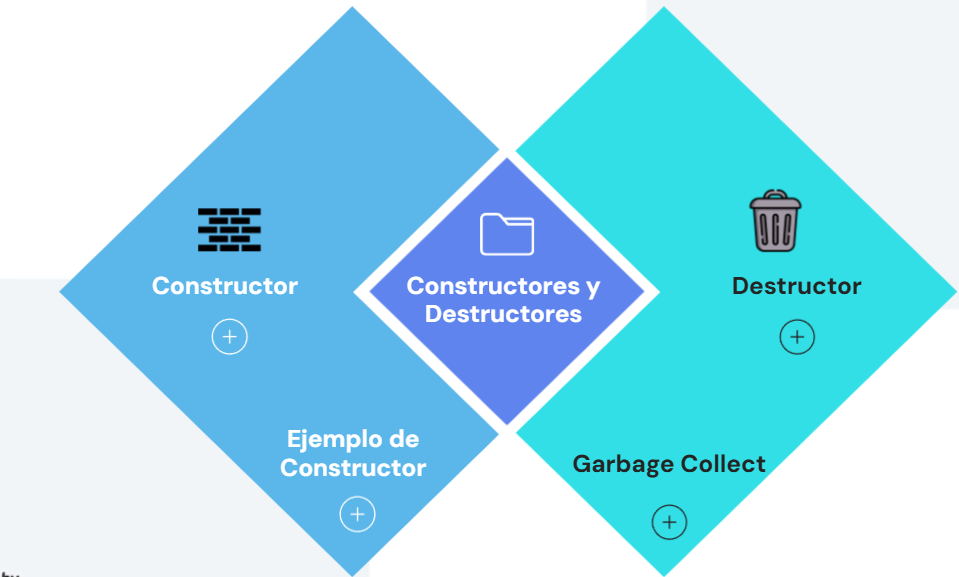 Constructor
Constructores y
Destructores
Destructor
Ejemplo de
Constructor
Garbage Collect